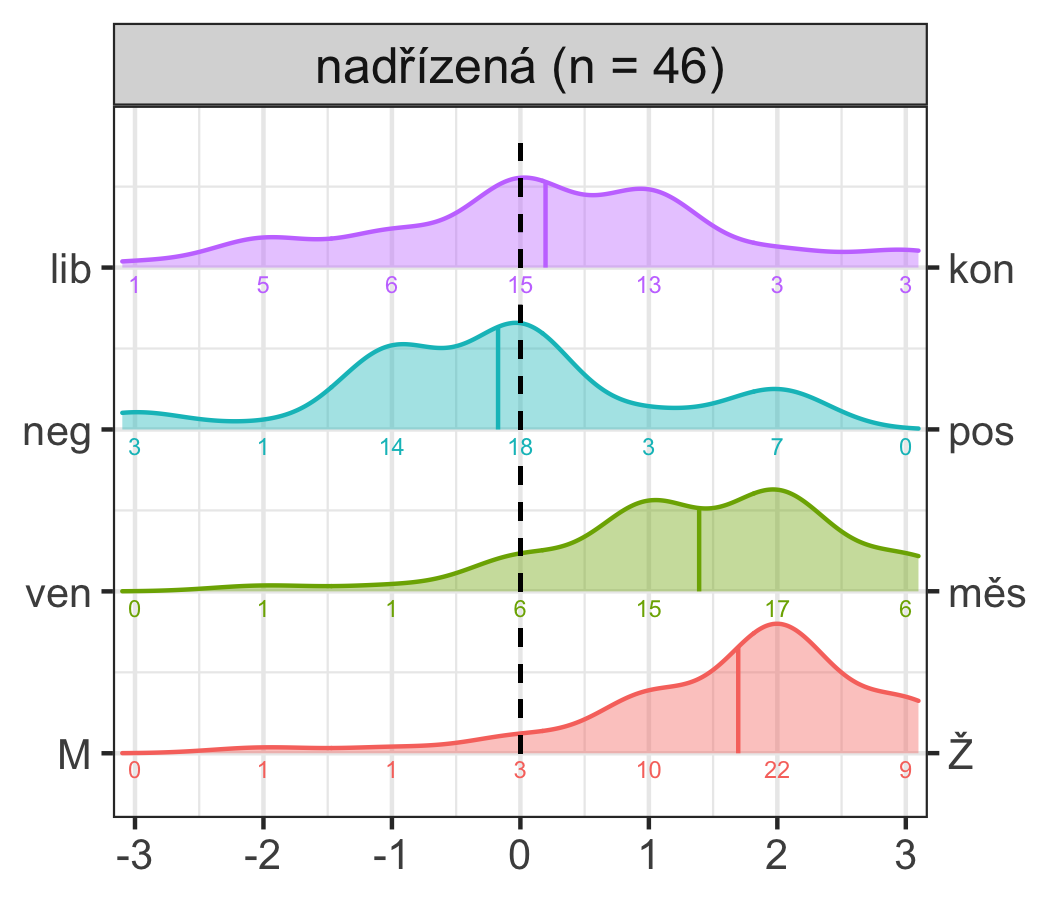 nadřízená (n = 46)
lib kon
1 5 6 15 13 3 3
neg pos
3 1 14 18 3 7 0
ven měs
0 1 1 6 15 17 6
M Ž
0 1 1 3 10 22 9
-3 -2 -1 0 1 2 3